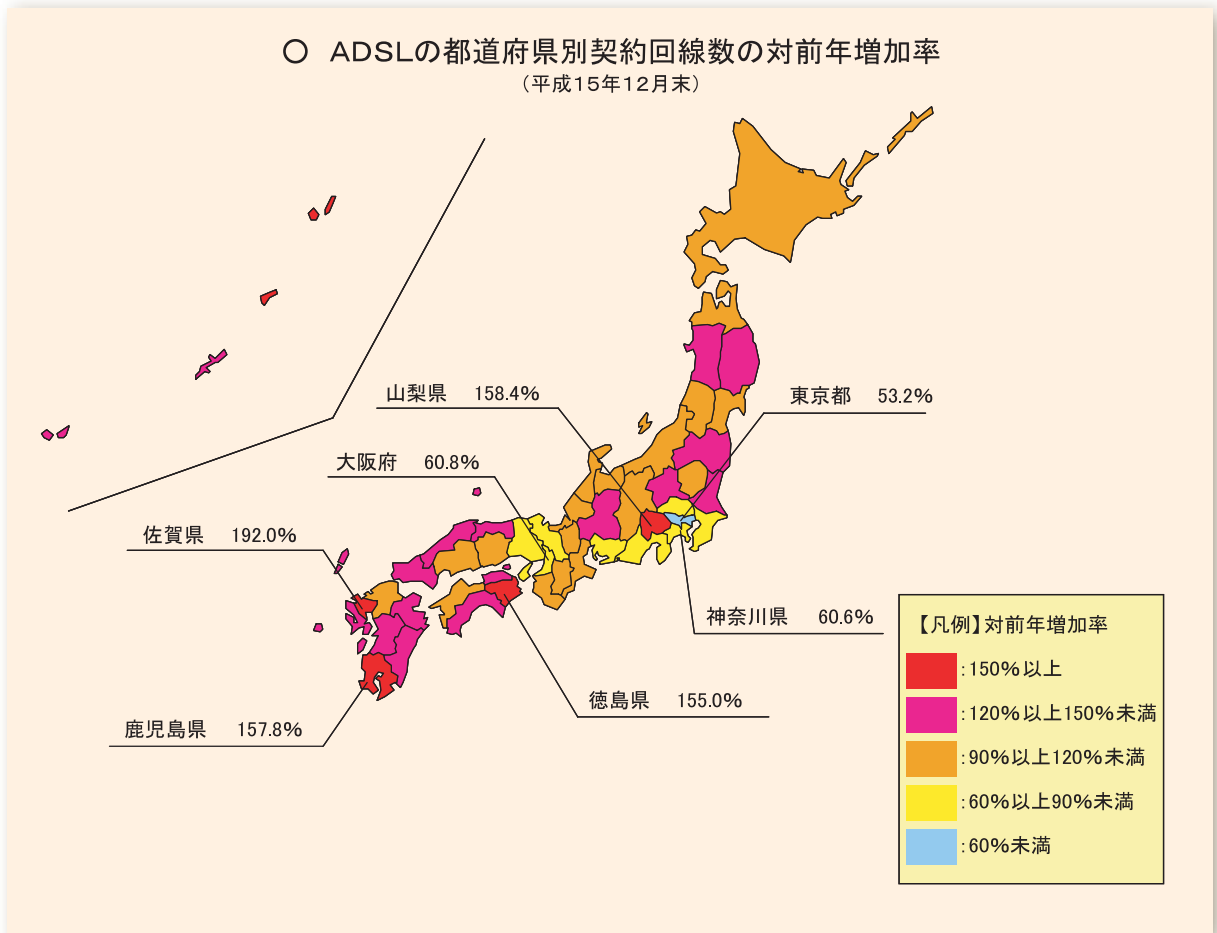 ○ ADSLの都道府県別契約回線数の対前年増加率
(平成15年12月末)
山梨県 158.4%
東京都 53.2%
大阪府 60.8%
佐賀県 192.0%
神奈川県 60.6%
徳島県 155.0%
鹿児島県 157.8%
【凡例】対前年増加率
:150%以上
:120%以上150%未満
:90%以上120%未満
:60%以上90%未満
:60%未満